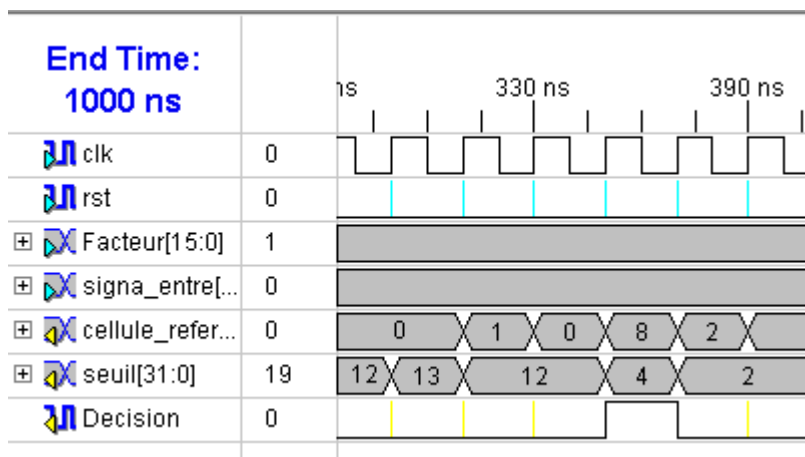 End Time:
1000 ns
ns 330 ns 390 ns
clk 0
rst 0
Facteur[15:0] 1
signa_entre[... 0
cellule_refer... 0 0 1 0 8 2
seuil[31:0] 19 12 13 12 4 2
Decision 0